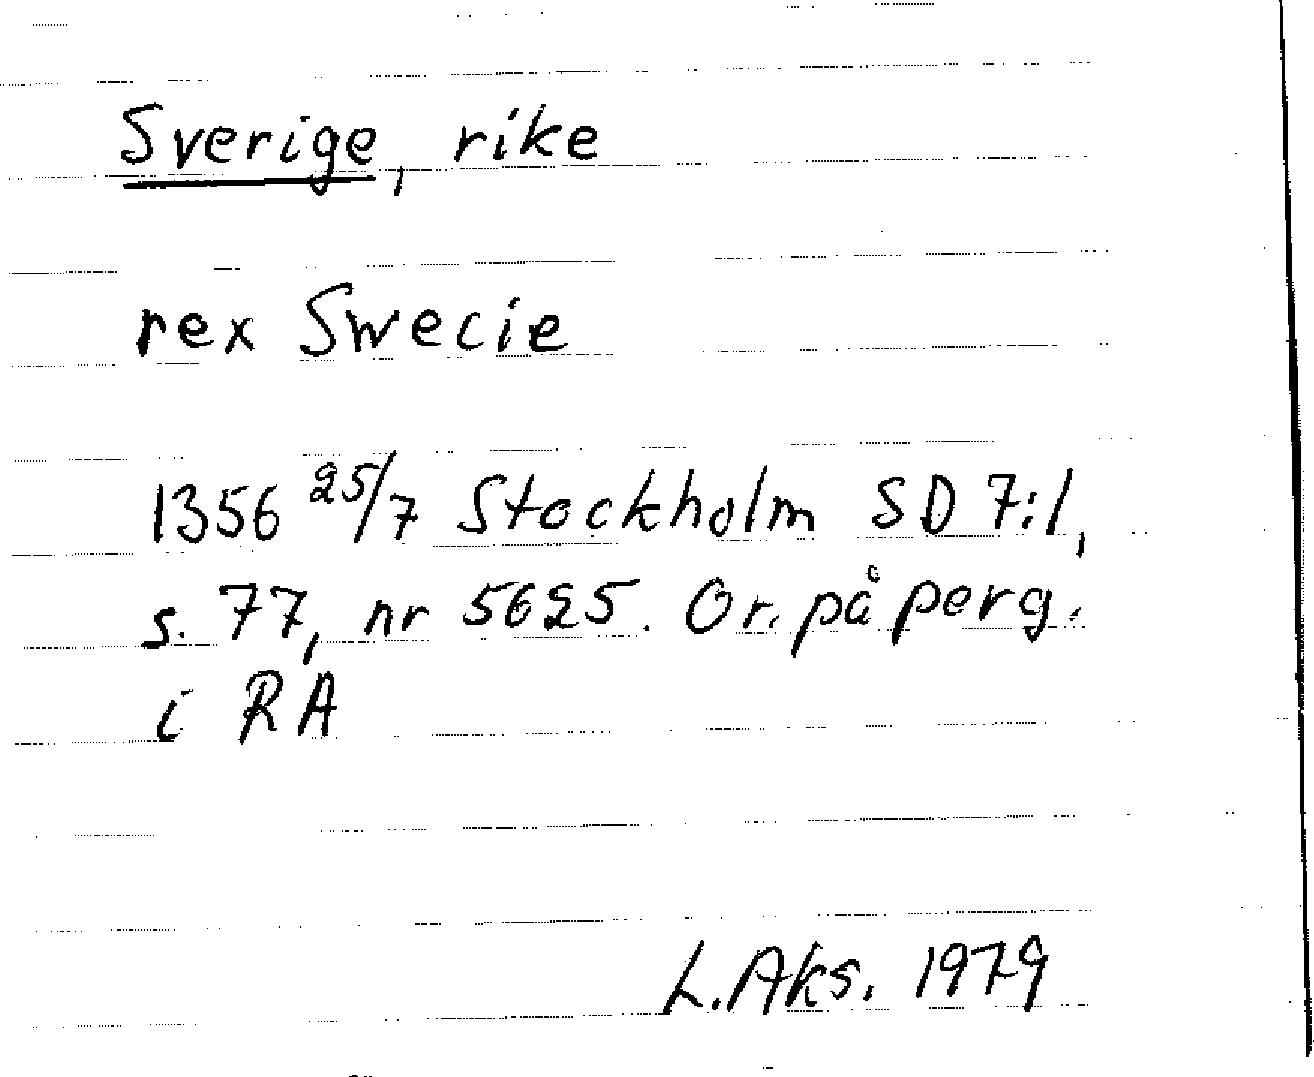 Sverige, rike
rex Swecie
1356 25/7 Stockholm SD 7:1,
s. 77, nr 5625. Or. på perg.
i RA
L. Aks. 1979